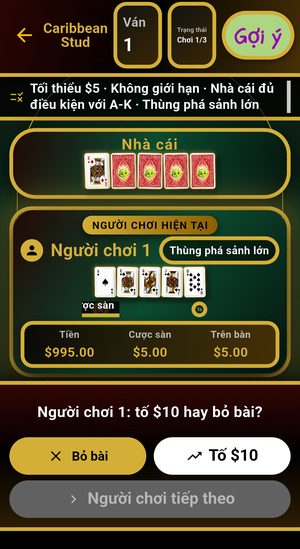 Caribbean
Stud
Ván
1
Trạng thái
Chơi 1/3
Gợi ý
Tối thiểu $5 · Không giới hạn · Nhà cái đủ
điều kiện với A-K · Thùng phá sảnh lớn
Nhà cái
NGƯỜI CHƠI HIỆN TẠI
Người chơi 1
Thùng phá sảnh lớn
ợc sàn
Tiền
Cược sàn
Trên bàn
$995.00
$5.00
$5.00
Người chơi 1: tố $10 hay bỏ bài?
Bỏ bài
Tố $10
Người chơi tiếp theo